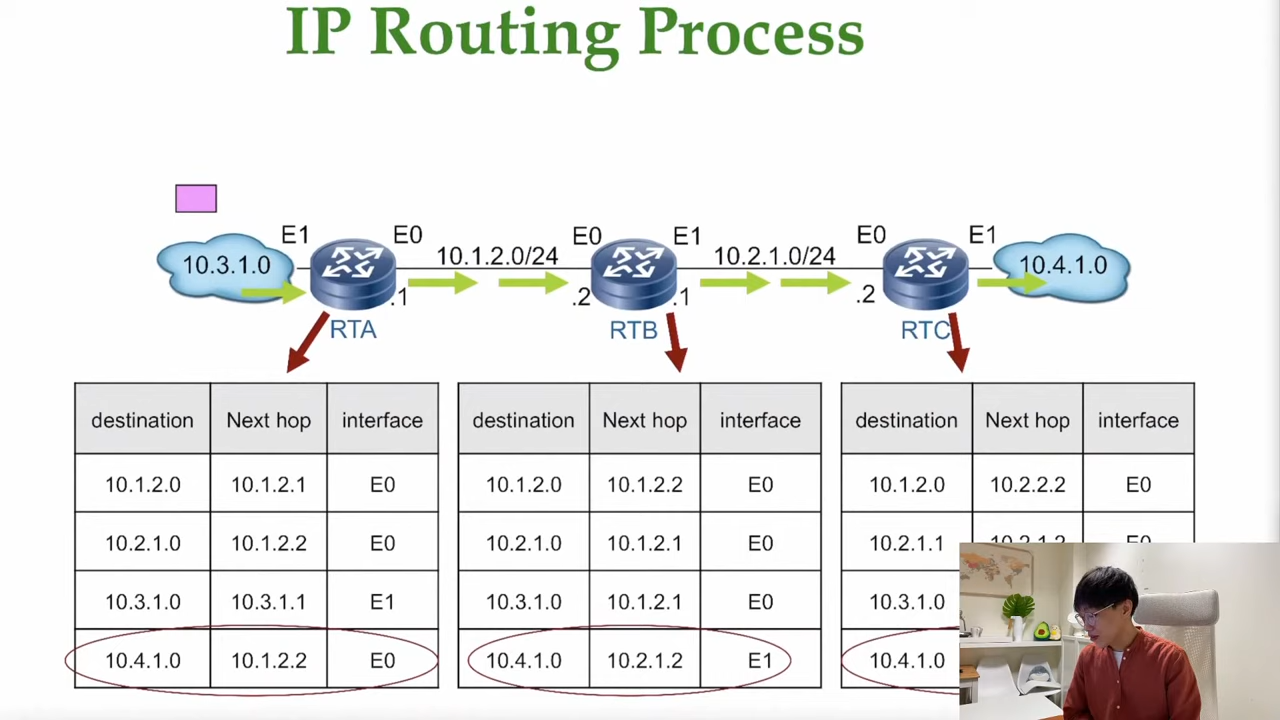 IP Routing Process
E1 E0 E0 E1 E0 E1
10.3.1.0 10.1.2.0/24 10.2.1.0/24 10.4.1.0
.1 .2 .1 .2
RTA RTB RTC
destination Next hop interface
10.1.2.0 10.1.2.1 E0
10.2.1.0 10.1.2.2 E0
10.3.1.0 10.3.1.1 E1
10.4.1.0 10.1.2.2 E0
destination Next hop interface
10.1.2.0 10.1.2.2 E0
10.2.1.0 10.1.2.1 E0
10.3.1.0 10.1.2.1 E0
10.4.1.0 10.2.1.2 E1
destination Next hop interface
10.1.2.0 10.2.2.2 E0
10.2.1.1 E0
10.3.1.0
10.4.1.0